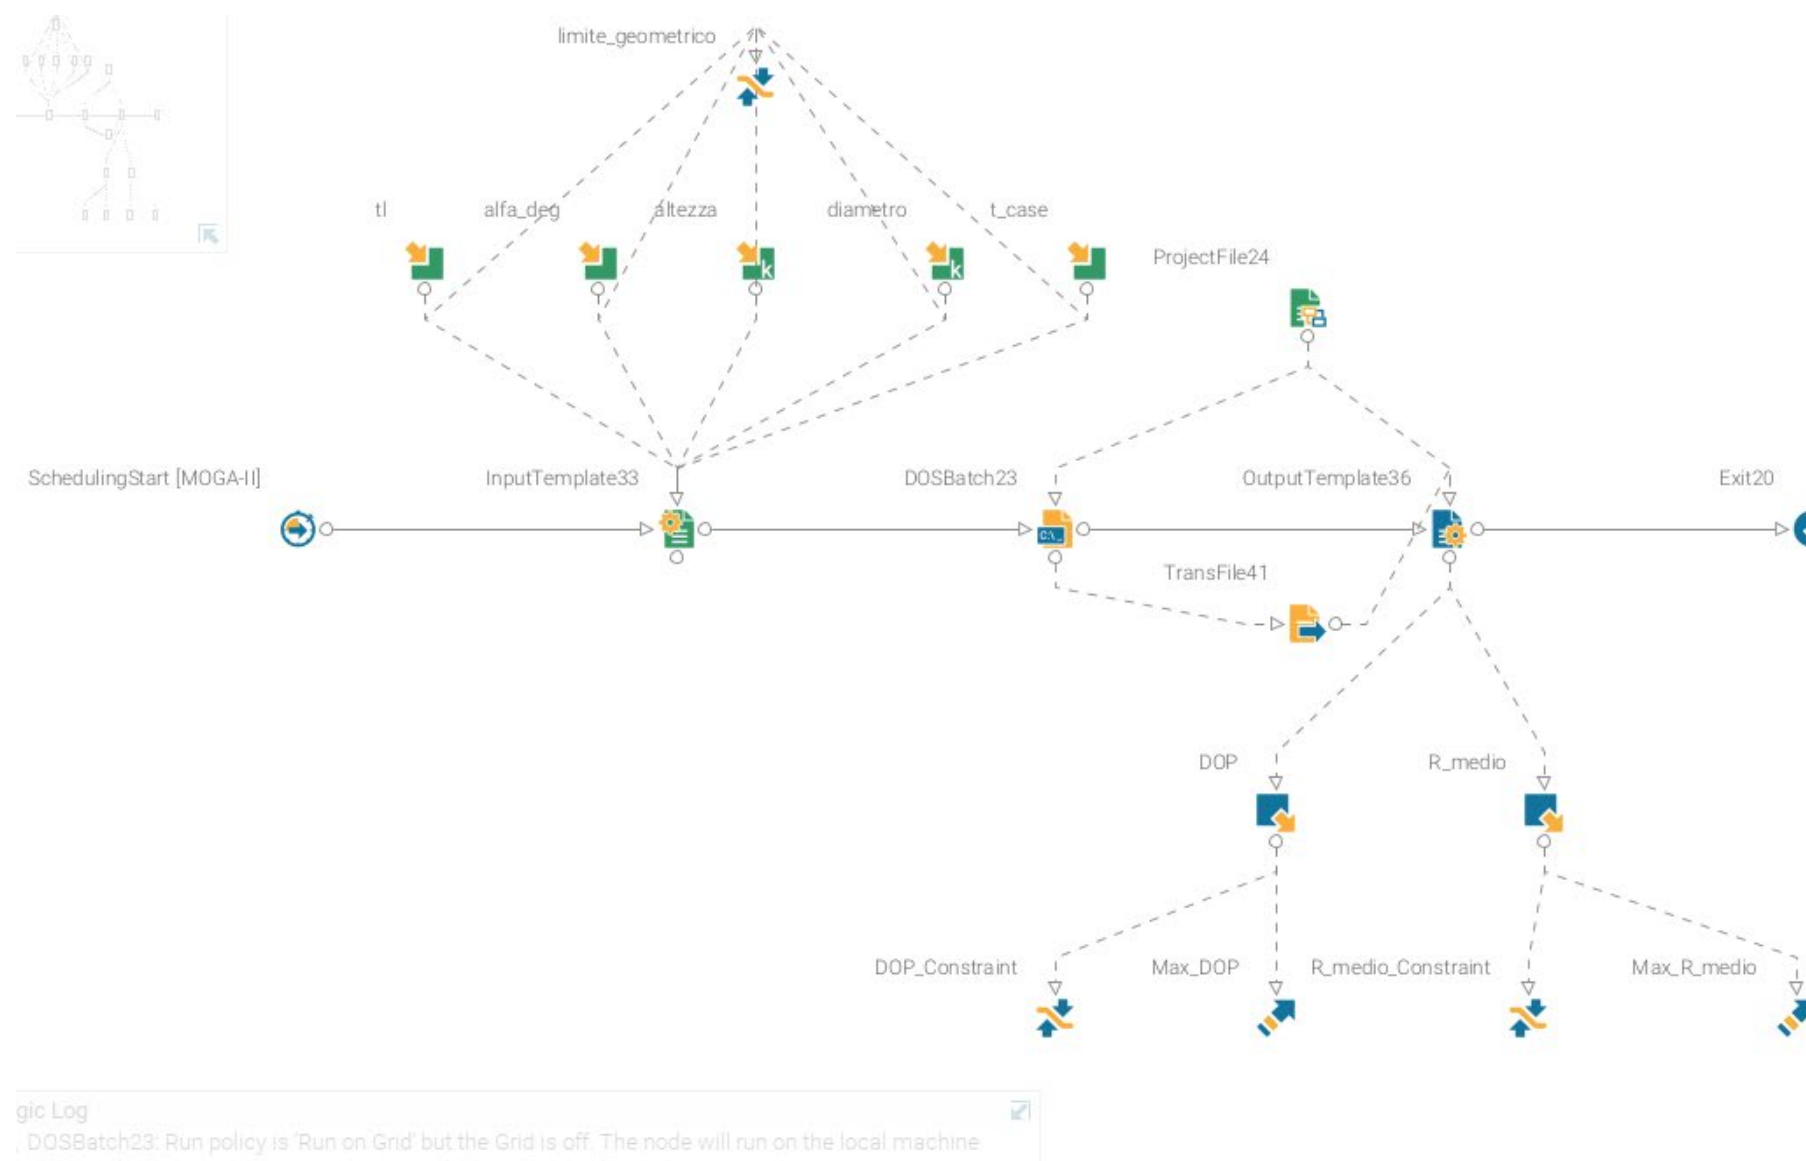 limite_geometrico
tl alfa_deg altezza diametro t_case
k k
ProjectFile24
SchedulingStart [MOGA-II] InputTemplate33 DOSBatch23 OutputTemplate36 Exit20
C:\_
TransFile41
DOP R_medio
DOP_Constraint Max_DOP R_medio_Constraint Max_R_medio
gic Log
, DOSBatch23: Run policy is 'Run on Grid' but the Grid is off. The node will run on the local machine